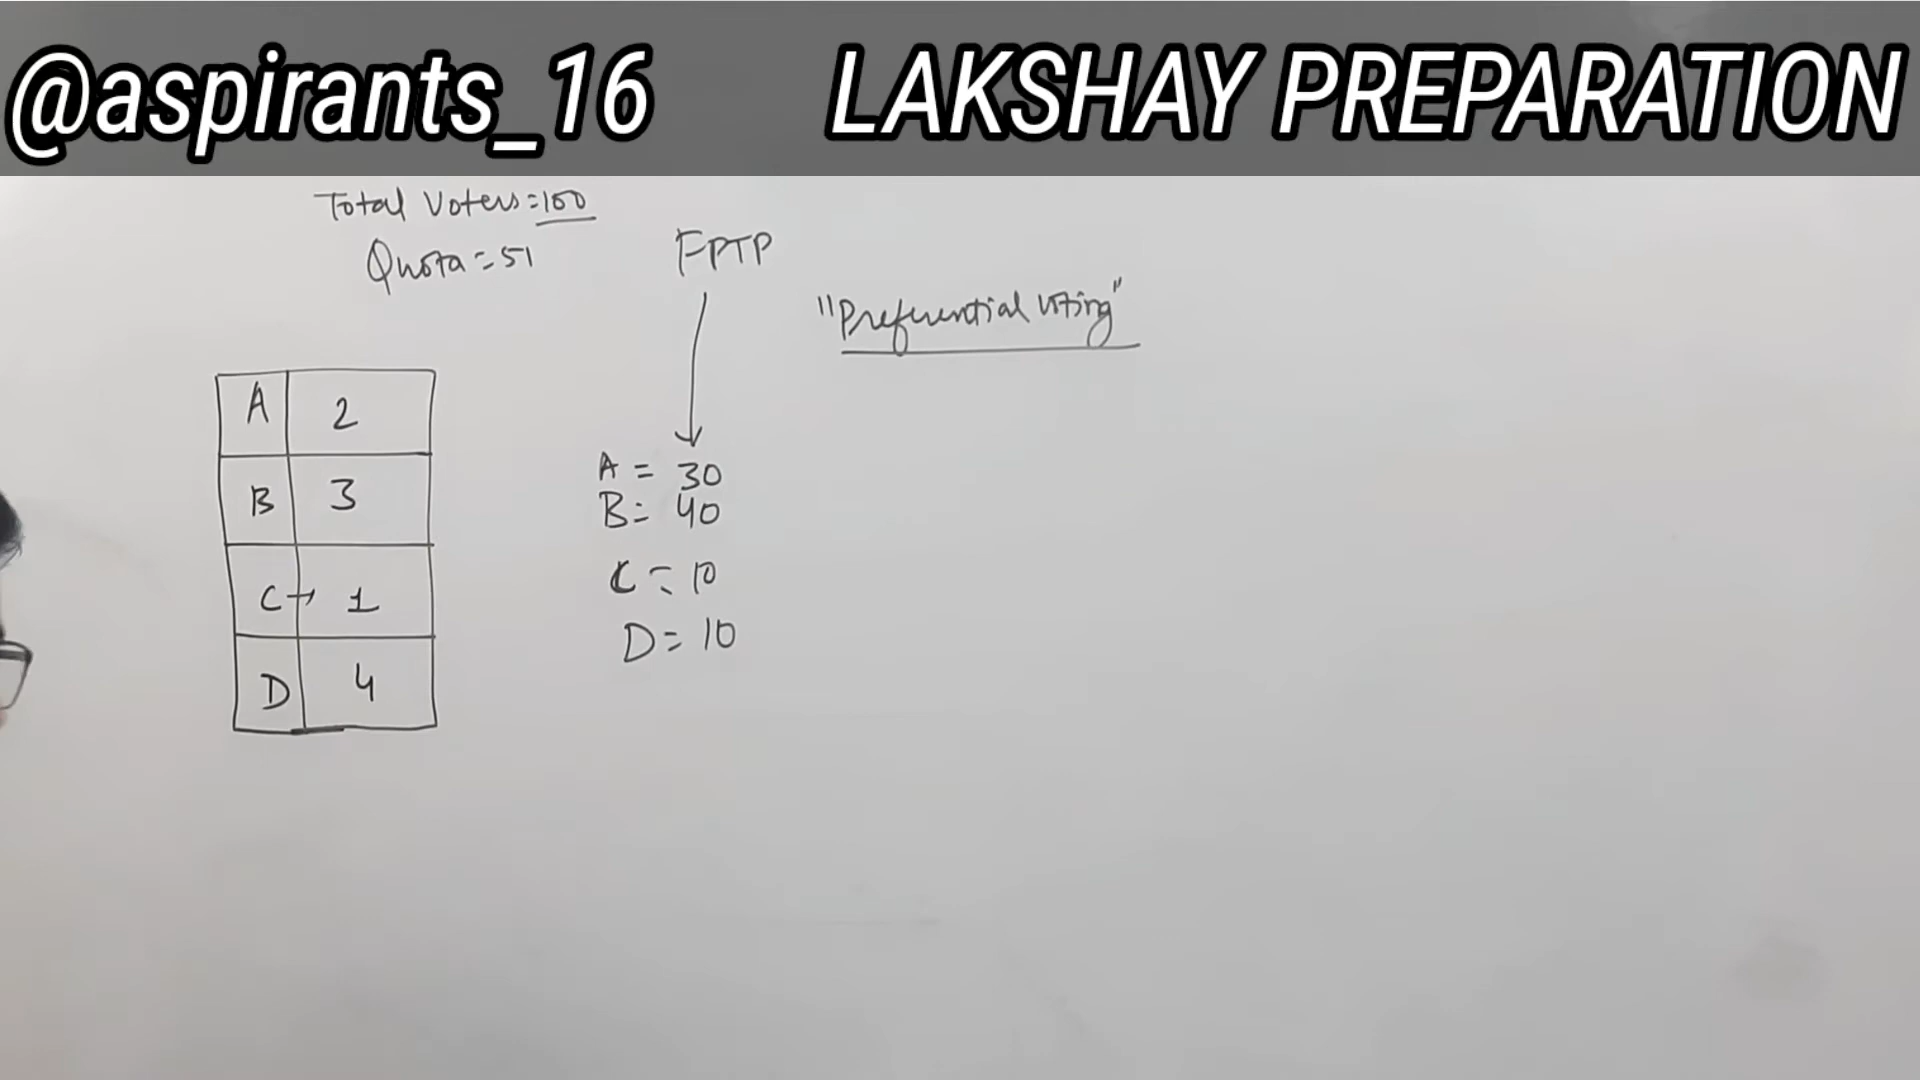 @aspirants_16 LAKSHAY PREPARATION
Total Voters=100
Quota=51
FPTP
"Preferential Voting"
A 2
B 3
C→ 1
D 4
A = 30
B= 40
C = 10
D= 10